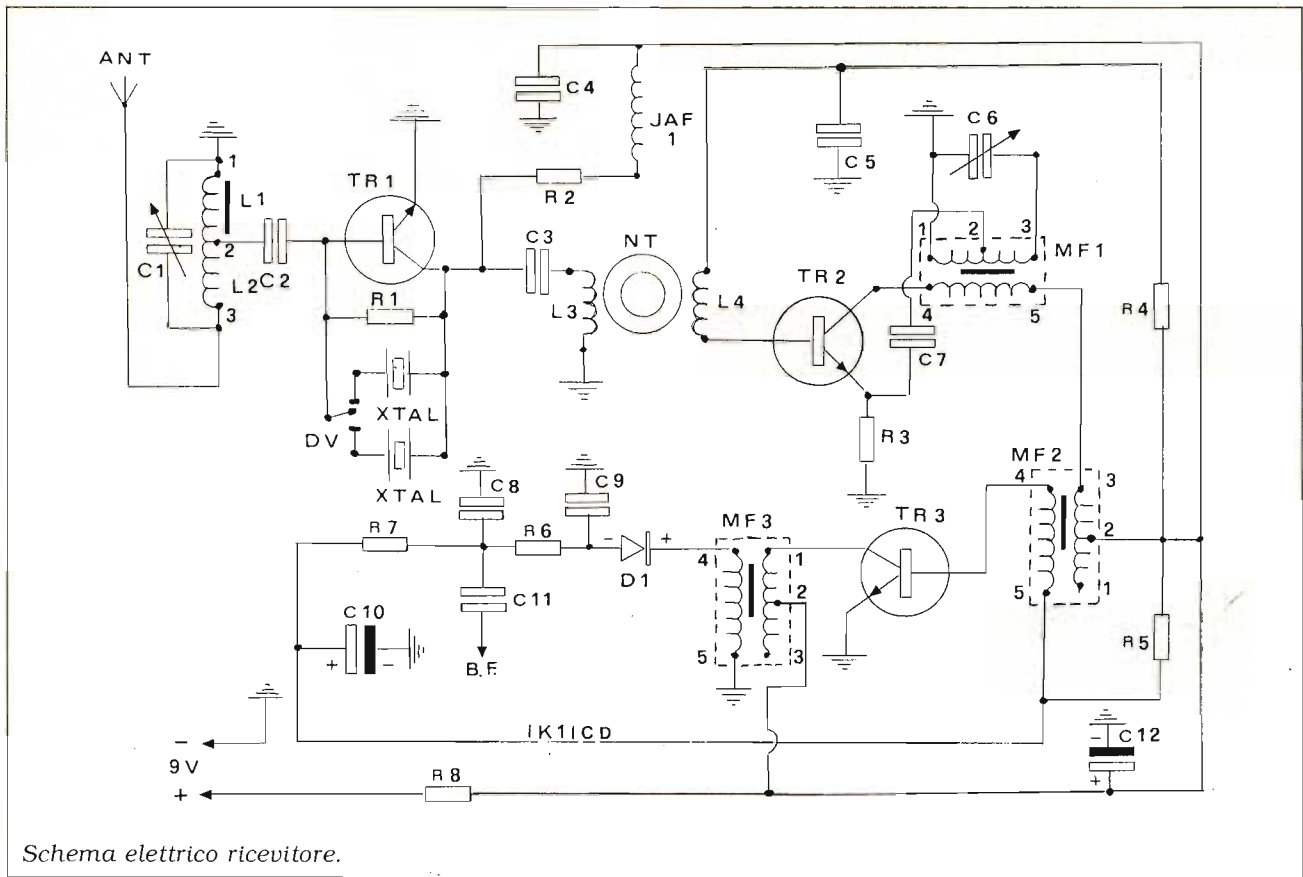 ANT
C4
JAF
1
C6
C5
1
L1
TR1
R2
2
C1
C2
L2
3
R1
C3
NT
L3
L4
TR2
1 2 3
MF1
4 5
C7
R4
XTAL
DV
XTAL
R3
C8
C9
MF2
4 3
2
5 1
R7
R6
D1
- +
MF3
4 1
2
5 3
TR3
C10
+ -
C11
B.F.
R5
IK1ICD
-
9V
+
R8
- C12
+
Schema elettrico ricevitore.